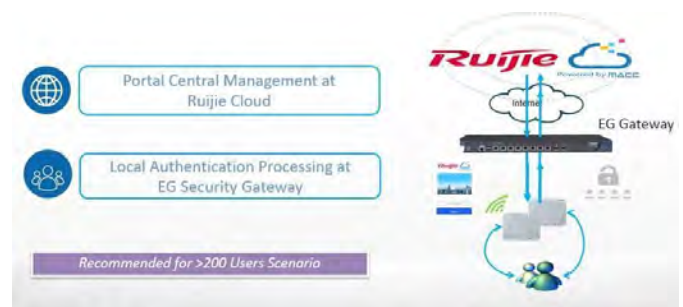 Portal Central Management at
Ruijie Cloud
Local Authentication Processing at
EG Security Gateway
Recommended for >200 Users Scenario
Ruijie
Powered by MACC
Internet
EG Gateway